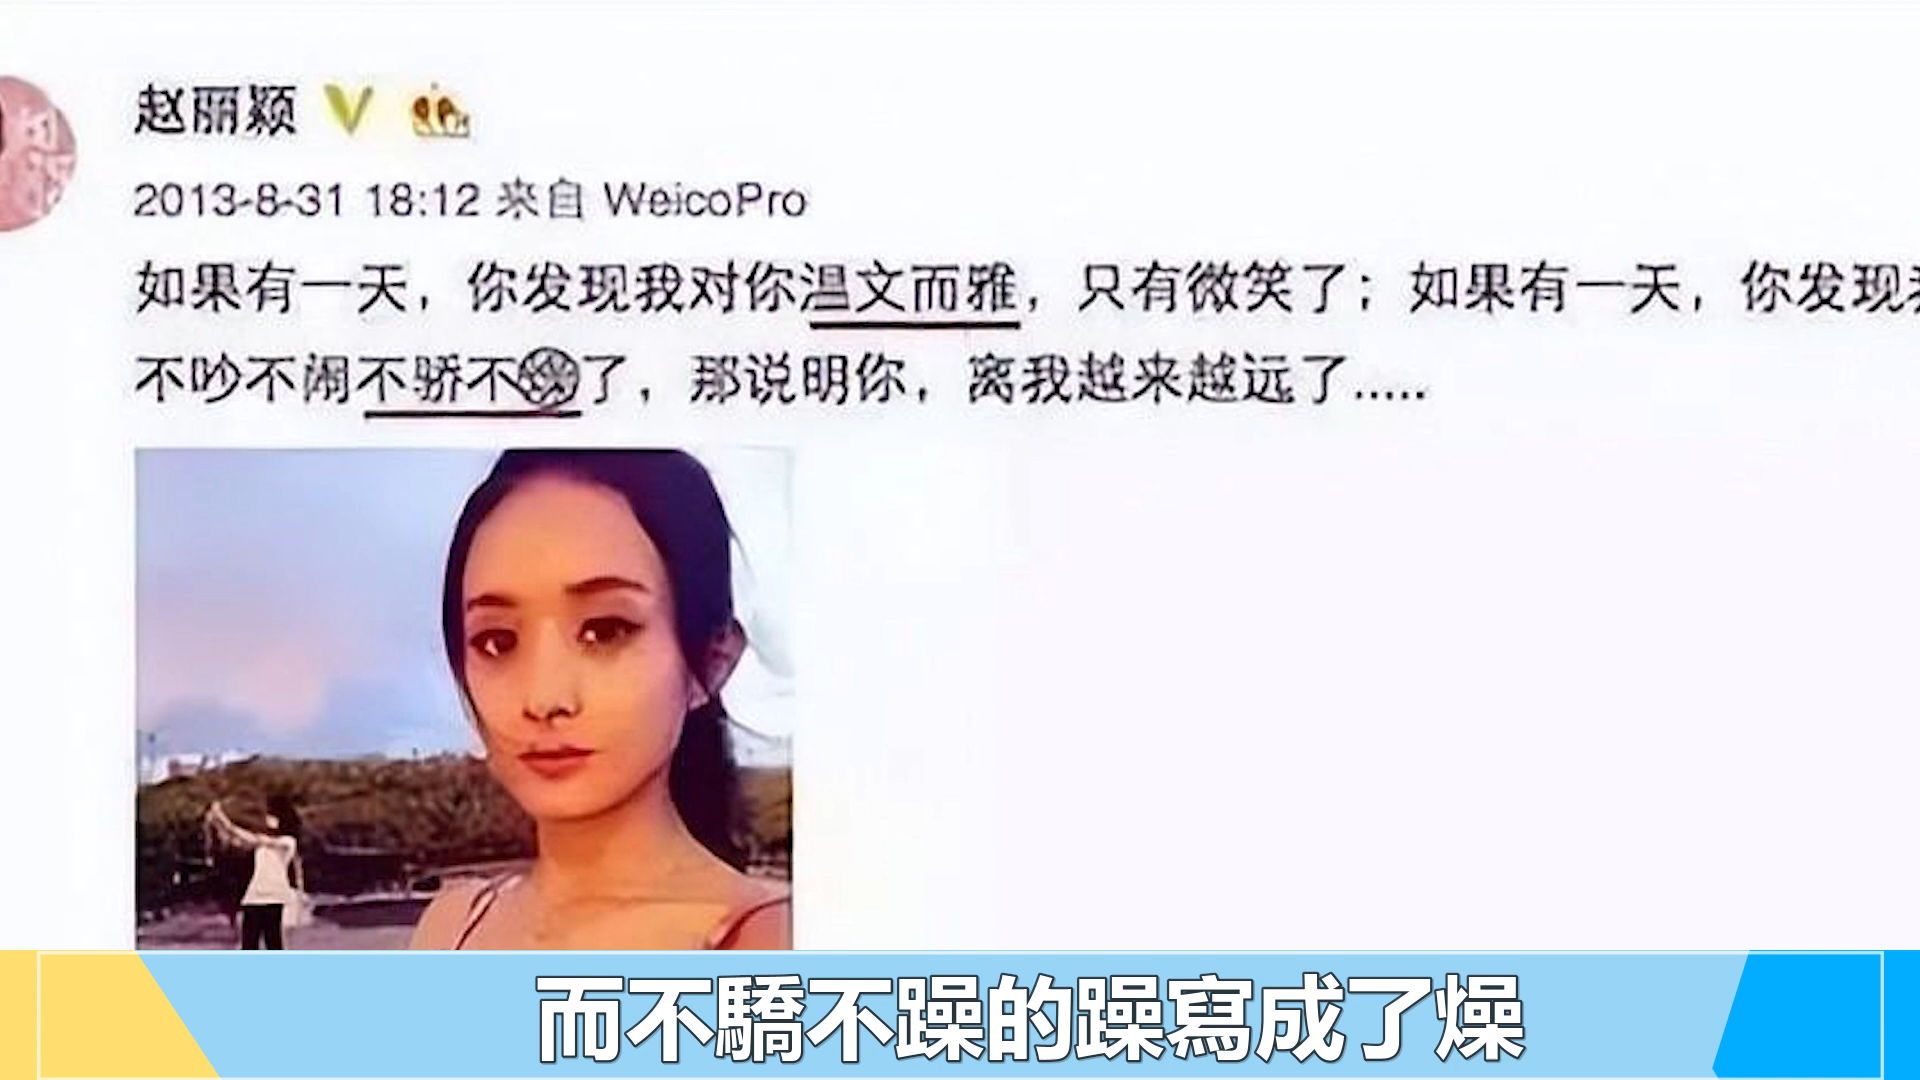 赵丽颖
2013-8-31 18:12 来自 WeicoPro
如果有一天，你发现我对你温文而雅，只有微笑了；如果有一天，你发现
不吵不闹不骄不了，那说明你，离我越来越远了.....
而不驕不躁的躁寫成了燥